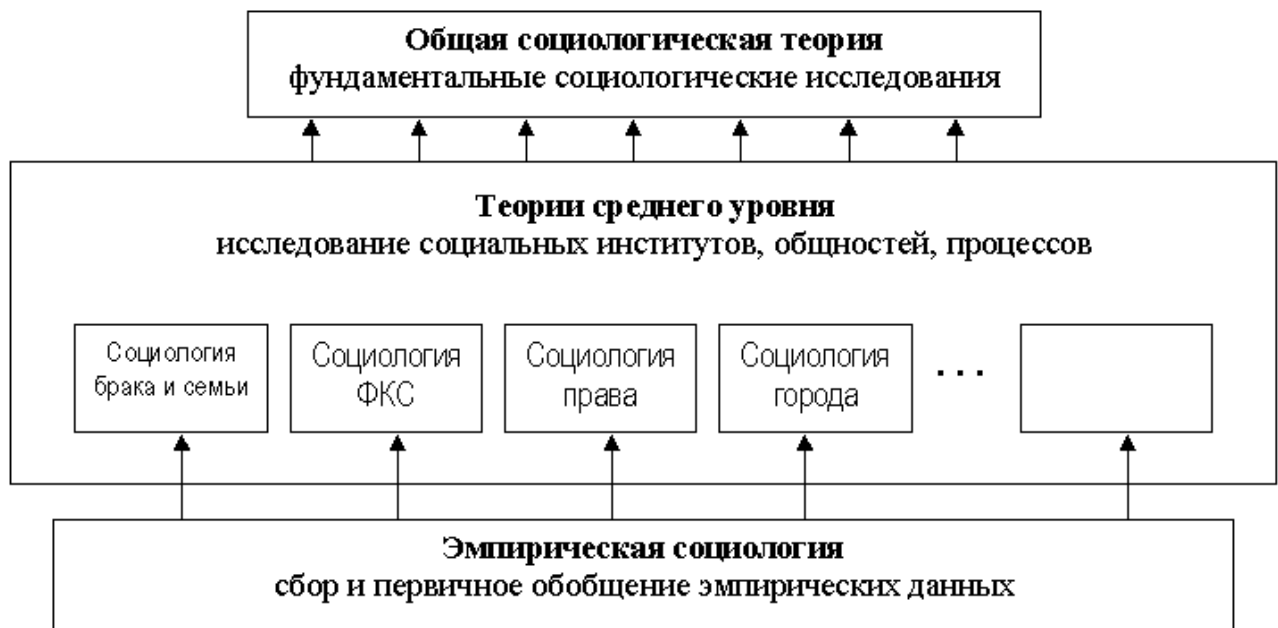 Общая социологическая теория
фундаментальные социологические исследования
Теории среднего уровня
исследование социальных институтов, общностей, процессов
Социология
брака и семьи
Социология
ФКС
Социология
права
Социология
города
...
Эмпирическая социология
сбор и первичное обобщение эмпирических данных